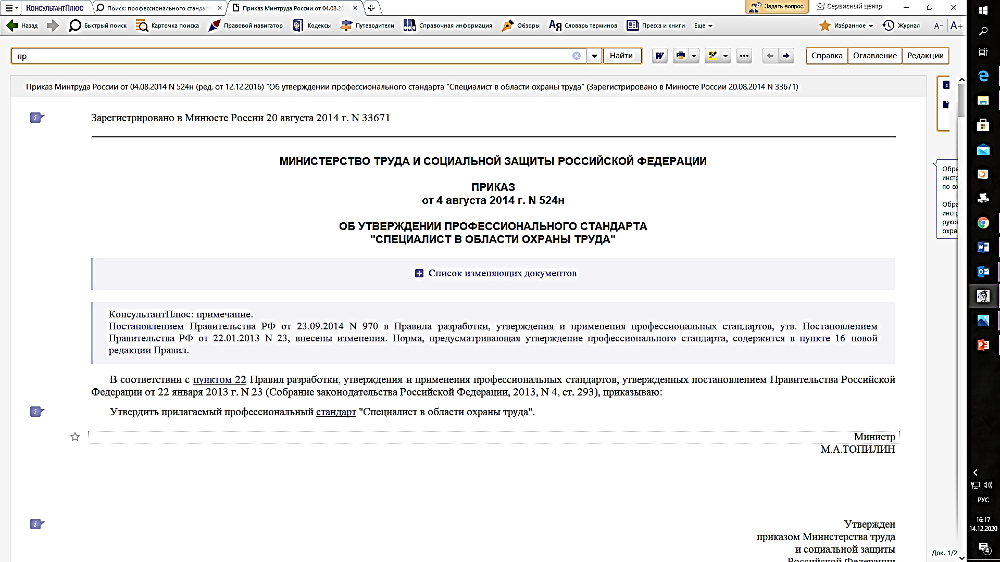 КОНСУЛЬТАНТПЛЮС
Поиск: профессионального стандар
Приказ Минтруда России от 04.08.20
Задать вопрос
Сервисный центр
Назад
Быстрый поиск
Карточка поиска
Правовой навигатор
Кодексы
Путеводители
Справочная информация
Обзоры
Словарь терминов
Пресса и книги
Еще
Избранное
Журнал
А−
А+
пр
Найти
Справка
Оглавление
Редакции
Приказ Минтруда России от 04.08.2014 N 524н (ред. от 12.12.2016) "Об утверждении профессионального стандарта "Специалист в области охраны труда" (Зарегистрировано в Минюсте России 20.08.2014 N 33671)
Зарегистрировано в Минюсте России 20 августа 2014 г. N 33671
МИНИСТЕРСТВО ТРУДА И СОЦИАЛЬНОЙ ЗАЩИТЫ РОССИЙСКОЙ ФЕДЕРАЦИИ
ПРИКАЗ
от 4 августа 2014 г. N 524н
ОБ УТВЕРЖДЕНИИ ПРОФЕССИОНАЛЬНОГО СТАНДАРТА
"СПЕЦИАЛИСТ В ОБЛАСТИ ОХРАНЫ ТРУДА"
Список изменяющих документов
КонсультантПлюс: примечание.
Постановлением Правительства РФ от 23.09.2014 N 970 в Правила разработки, утверждения и применения профессиональных стандартов, утв. Постановлением
Правительства РФ от 22.01.2013 N 23, внесены изменения. Норма, предусматривающая утверждение профессионального стандарта, содержится в пункте 16 новой
редакции Правил.
В соответствии с пунктом 22 Правил разработки, утверждения и применения профессиональных стандартов, утвержденных постановлением Правительства Российской
Федерации от 22 января 2013 г. N 23 (Собрание законодательства Российской Федерации, 2013, N 4, ст. 293), приказываю:
Утвердить прилагаемый профессиональный стандарт "Специалист в области охраны труда".
Министр
М.А.ТОПИЛИН
Утвержден
приказом Министерства труда
и социальной защиты
Российской Федерации
Обра
инстр
по ох
Обра
инстр
руко
охра
Док. 1/2
РУС
16:17
14.12.2020
4